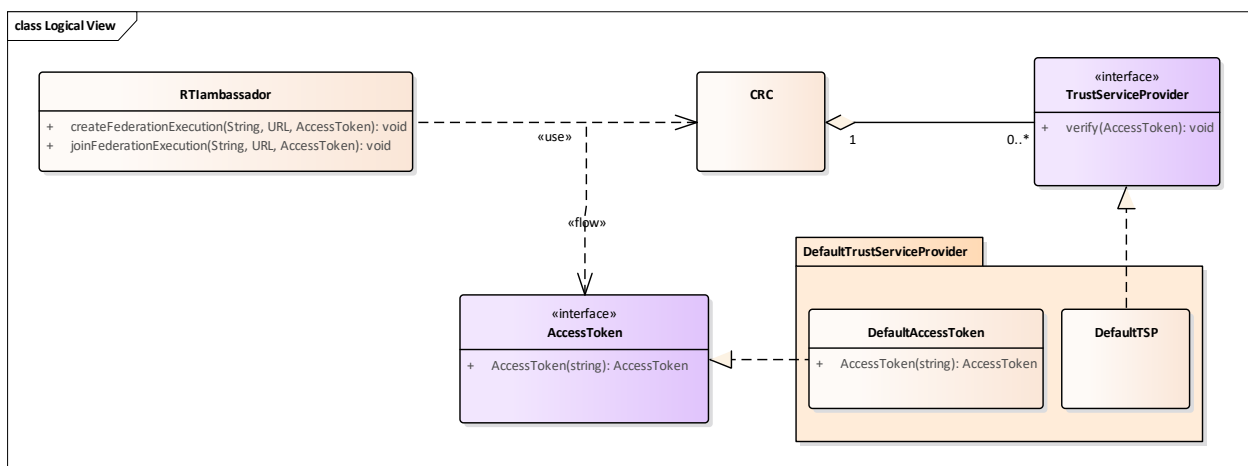 class Logical View
RTIambassador
+ createFederationExecution(String, URL, AccessToken): void
+ joinFederationExecution(String, URL, AccessToken): void
«use»
«flow»
CRC
1
0..*
«interface»
TrustServiceProvider
+ verify(AccessToken): void
«interface»
AccessToken
+ AccessToken(string): AccessToken
DefaultTrustServiceProvider
DefaultAccessToken
+ AccessToken(string): AccessToken
DefaultTSP